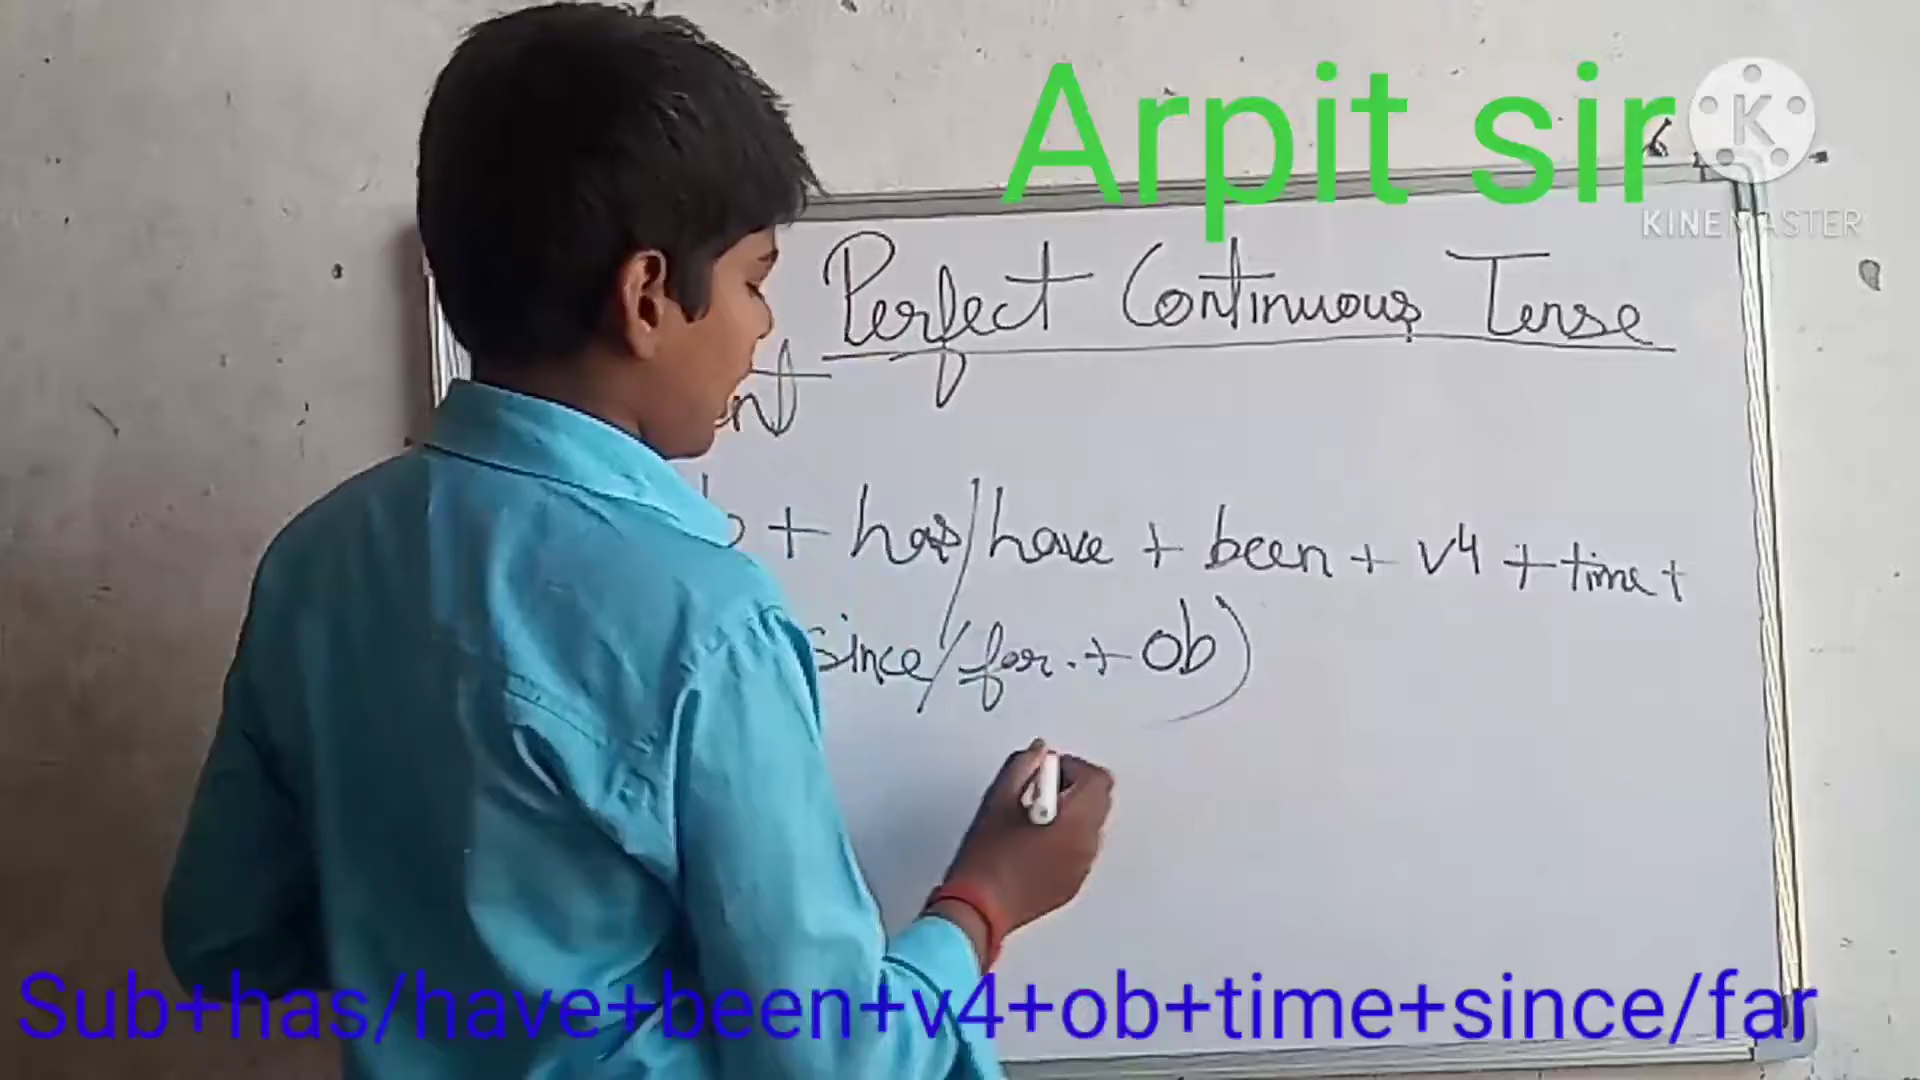 Arpit sir
KINEMASTER
Perfect Continuous Tense
+ has/have + been + v4 + time +
since/for. + Ob)
Sub+has/have+been+v4+ob+time+since/far